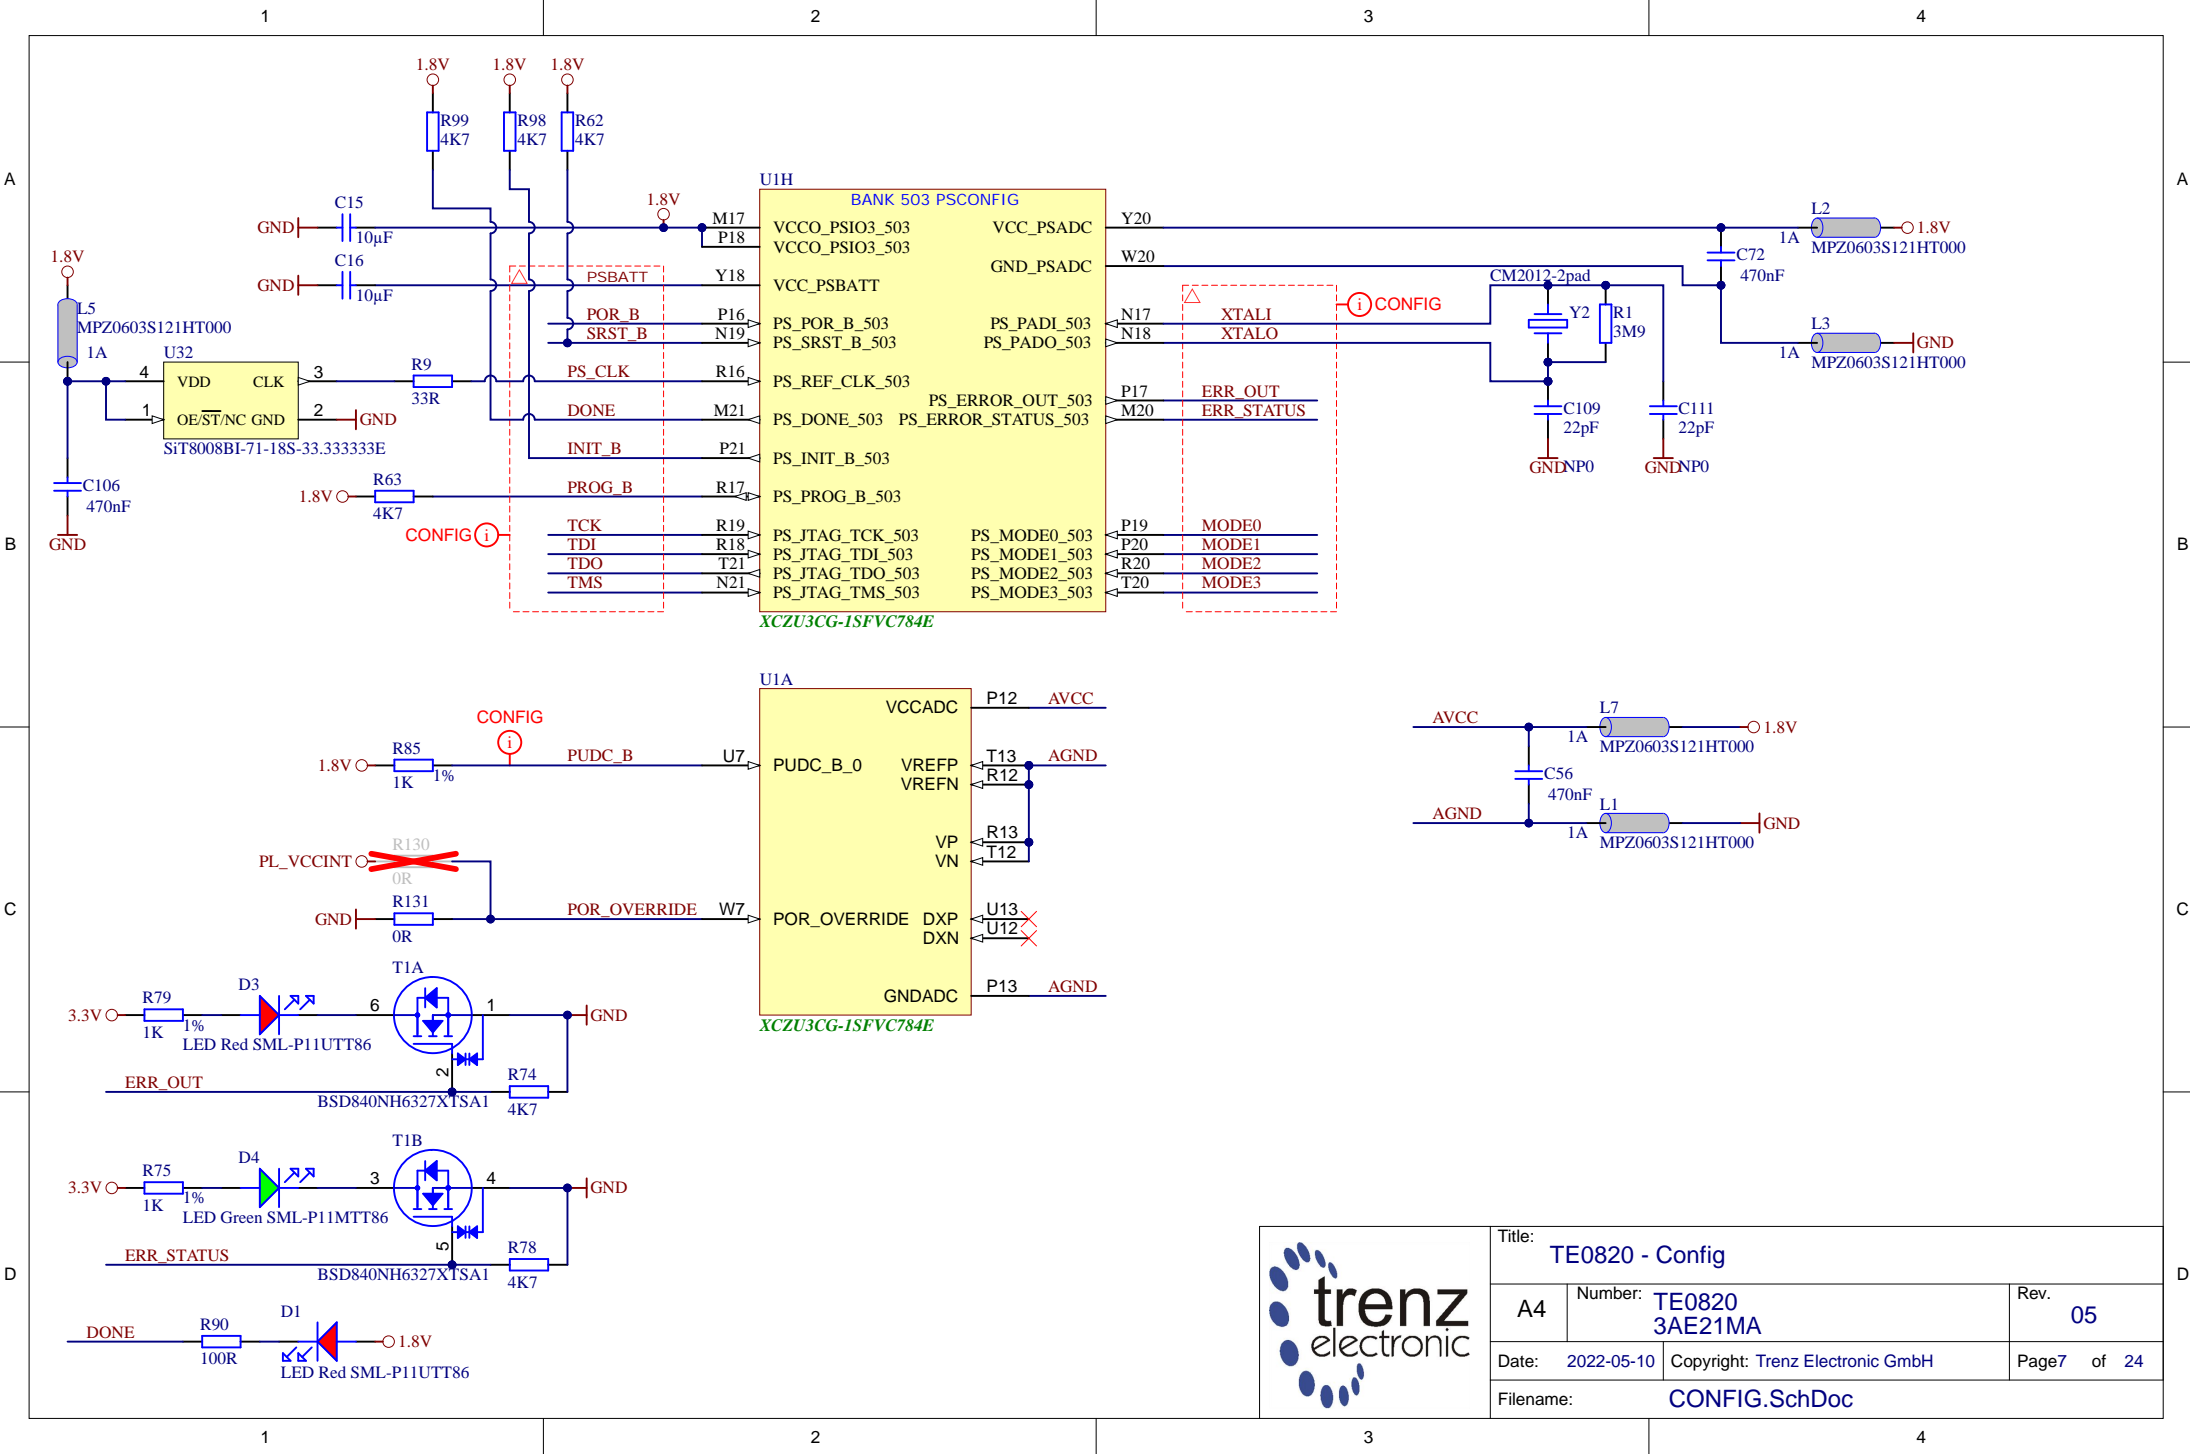 1 2 3 4
A A
B B
C C
D D
1.8V 1.8V 1.8V
R99 4K7
R98 4K7
R62 4K7
C15
GND 10µF
C16
GND 10µF
1.8V
1.8V
L5
MPZ0603S121HT000
1A
U32
4 VDD CLK 3
1 OE/ST/NC GND 2 GND
SiT8008BI-71-18S-33.333333E
C106
470nF
GND
R9
33R
1.8V R63
4K7
CONFIG i
PSBATT
POR_B
SRST_B
PS_CLK
DONE
INIT_B
PROG_B
TCK
TDI
TDO
TMS
U1H
BANK 503 PSCONFIG
M17 VCCO_PSIO3_503
P18 VCCO_PSIO3_503
Y18 VCC_PSBATT
P16 PS_POR_B_503
N19 PS_SRST_B_503
R16 PS_REF_CLK_503
M21 PS_DONE_503
P21 PS_INIT_B_503
R17 PS_PROG_B_503
R19 PS_JTAG_TCK_503
R18 PS_JTAG_TDI_503
T21 PS_JTAG_TDO_503
N21 PS_JTAG_TMS_503
VCC_PSADC Y20
GND_PSADC W20
PS_PADI_503 N17 XTALI
PS_PADO_503 N18 XTALO
PS_ERROR_OUT_503 P17 ERR_OUT
PS_ERROR_STATUS_503 M20 ERR_STATUS
PS_MODE0_503 P19 MODE0
PS_MODE1_503 P20 MODE1
PS_MODE2_503 R20 MODE2
PS_MODE3_503 T20 MODE3
XCZU3CG-1SFVC784E
i CONFIG
CM2012-2pad
Y2
R1
3M9
C109
22pF
GND NP0
C111
22pF
GND NP0
C72
470nF
L2
1A 1.8V
MPZ0603S121HT000
L3
1A GND
MPZ0603S121HT000
U1A
VCCADC P12 AVCC
CONFIG
i
1.8V R85 1K 1% PUDC_B U7 PUDC_B_0
VREFP T13 AGND
VREFN R12
VP R13
VN T12
PL_VCCINT R130 0R
GND R131 0R POR_OVERRIDE W7 POR_OVERRIDE
DXP U13
DXN U12
GNDADC P13 AGND
XCZU3CG-1SFVC784E
AVCC L7 1.8V
1A MPZ0603S121HT000
C56
470nF
AGND L1 GND
1A MPZ0603S121HT000
T1A
3.3V R79 1K 1% D3 6 1 GND
LED Red SML-P11UTT86
2
ERR_OUT
BSD840NH6327XTSA1
R74
4K7
T1B
3.3V R75 1K 1% D4 3 4 GND
LED Green SML-P11MTT86
5
ERR_STATUS
BSD840NH6327XTSA1
R78
4K7
D1
DONE R90 100R 1.8V
LED Red SML-P11UTT86
trenz
electronic
Title:
TE0820 - Config
A4 Number: TE0820
3AE21MA
Rev.
05
Date: 2022-05-10 Copyright: Trenz Electronic GmbH Page7 of 24
Filename: CONFIG.SchDoc
1 2 3 4